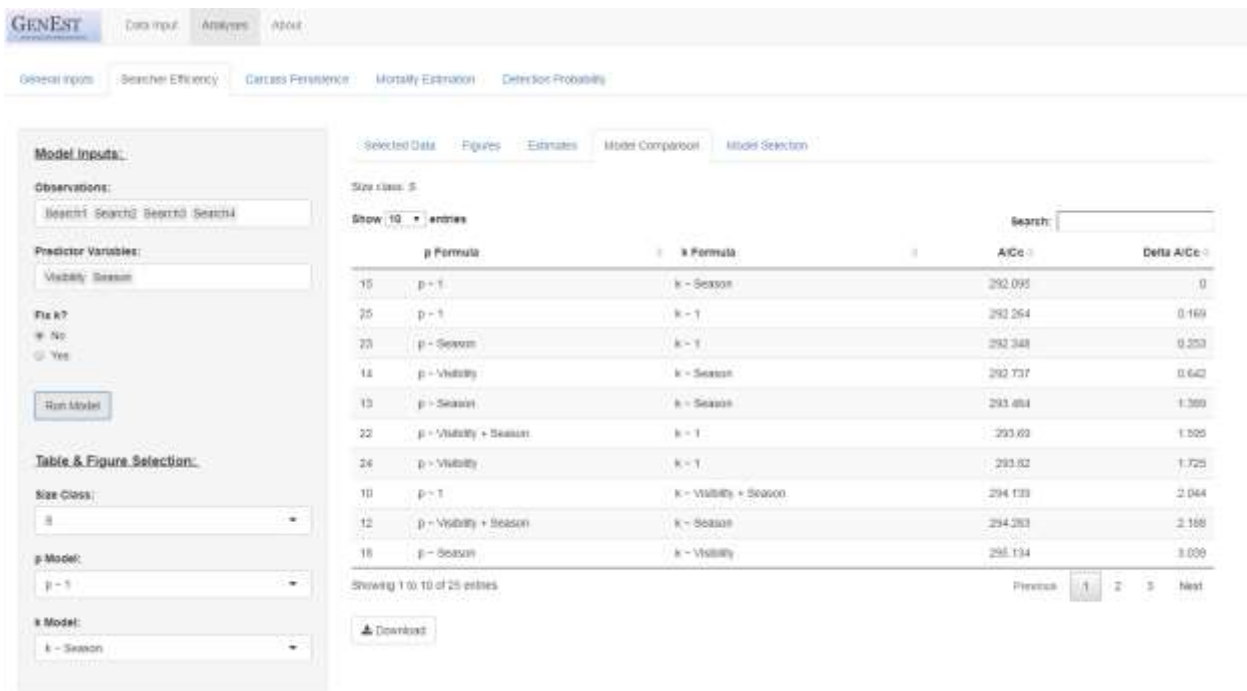 GENEST Data Input Analyses About
General Inputs Searcher Efficiency Carcass Persistence Mortality Estimation Detection Probability
Model Inputs:
Observations:
Search1 Search2 Search3 Search4
Predictor Variables:
Visibility Season
Fix k?
No
Yes
Run Model
Table & Figure Selection:
Size Class:
S
p Model:
p ~ 1
k Model:
k ~ Season
Selected Data Figures Estimates Model Comparison Model Selection
Size class: S
Show 10 entries Search:
p Formula k Formula AICc Delta AICc
15 p ~ 1 k ~ Season 292.095 0
25 p ~ 1 k ~ 1 292.264 0.169
23 p ~ Season k ~ 1 292.348 0.253
14 p ~ Visibility k ~ Season 292.737 0.642
13 p ~ Season k ~ Season
22 p ~ Visibility + Season k ~ 1 293.69 1.595
24 p ~ Visibility k ~ 1 293.82 1.725
10 p ~ 1 k ~ Visibility + Season 294.139 2.044
12 p ~ Visibility + Season k ~ Season 294.263 2.168
18 p ~ Season k ~ Visibility 295.134 3.039
Showing 1 to 10 of 25 entries Previous 1 2 3 Next
Download